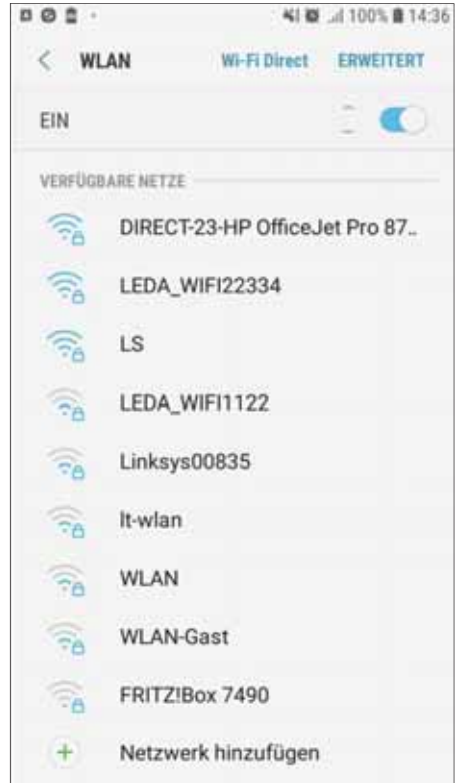 100% 14:36
WLAN Wi-Fi Direct ERWEITERT
EIN
VERFÜGBARE NETZE
DIRECT-23-HP OfficeJet Pro 87..
LEDA_WIFI22334
LS
LEDA_WIFI1122
Linksys00835
lt-wlan
WLAN
WLAN-Gast
FRITZ!Box 7490
Netzwerk hinzufügen